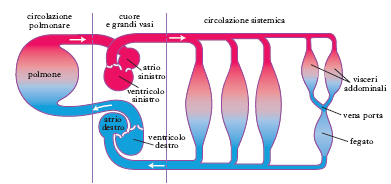 circolazione
polmonare
cuore
e grandi vasi
circolazione sistemica
polmone
atrio
sinistro
ventricolo
sinistro
atrio
destro
ventricolo
destro
visceri
addominali
vena porta
fegato